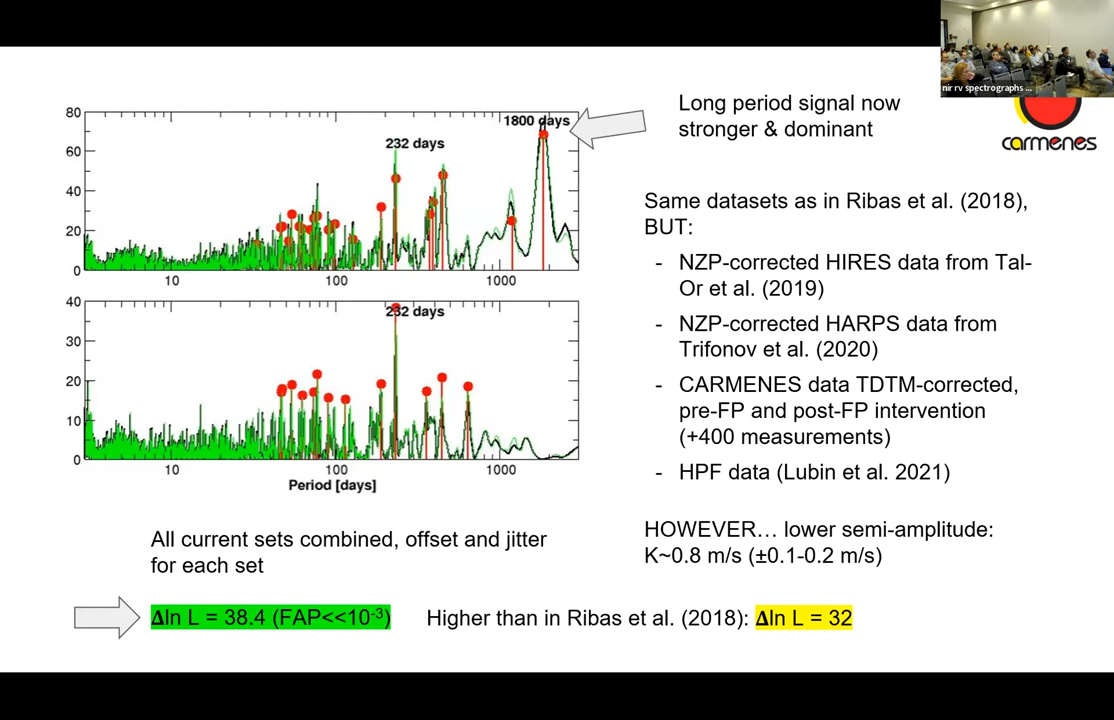 nir rv spectrographs ...
carmenes
Long period signal now
stronger & dominant
80
60
40
20
0
1800 days
232 days
10
100
1000
40
30
20
10
0
232 days
10
100
1000
Period [days]
Same datasets as in Ribas et al. (2018),
BUT:
- NZP-corrected HIRES data from Tal-
Or et al. (2019)
- NZP-corrected HARPS data from
Trifonov et al. (2020)
- CARMENES data TDTM-corrected,
pre-FP and post-FP intervention
(+400 measurements)
- HPF data (Lubin et al. 2021)
HOWEVER… lower semi-amplitude:
K~0.8 m/s (±0.1-0.2 m/s)
All current sets combined, offset and jitter
for each set
Δln L = 38.4 (FAP<<10⁻³)
Higher than in Ribas et al. (2018): Δln L = 32